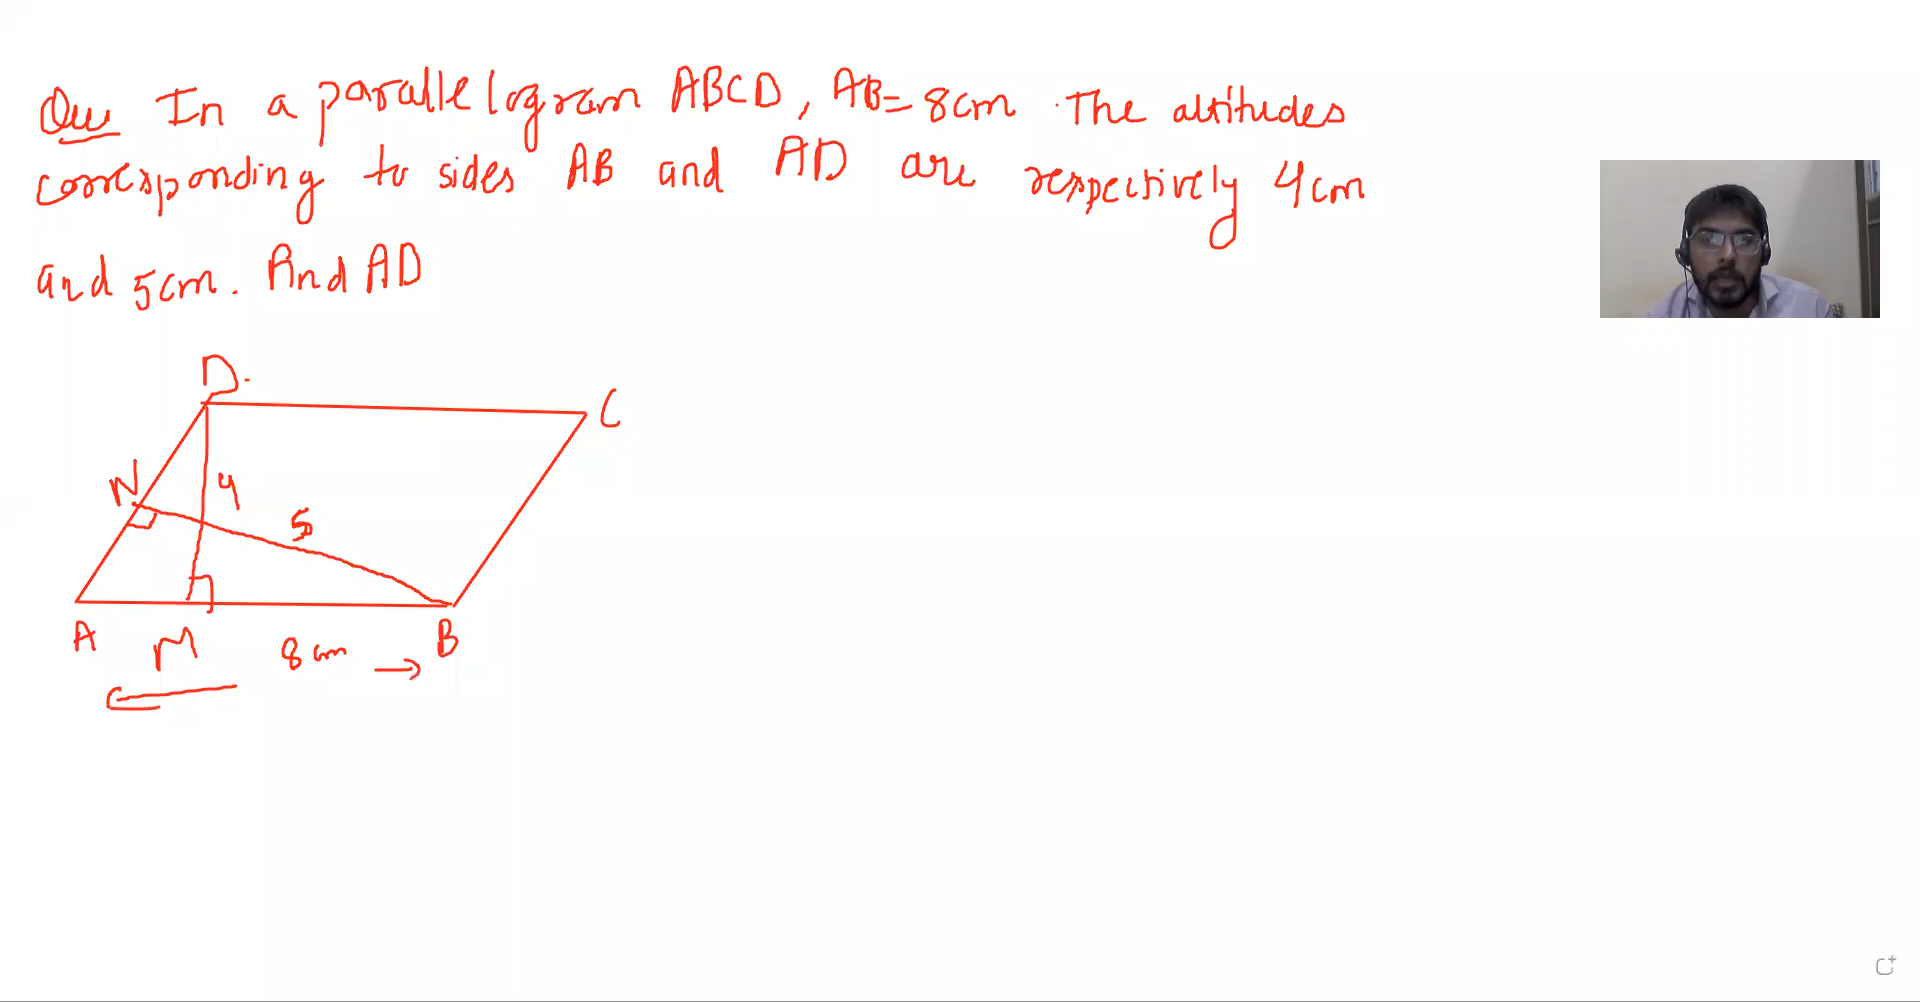 Que In a parallelogram ABCD, AB = 8cm. The altitudes
corresponding to sides AB and AD are respectively 4cm
and 5cm. Find AD
D
C
N
4
5
A
M
8 cm
B